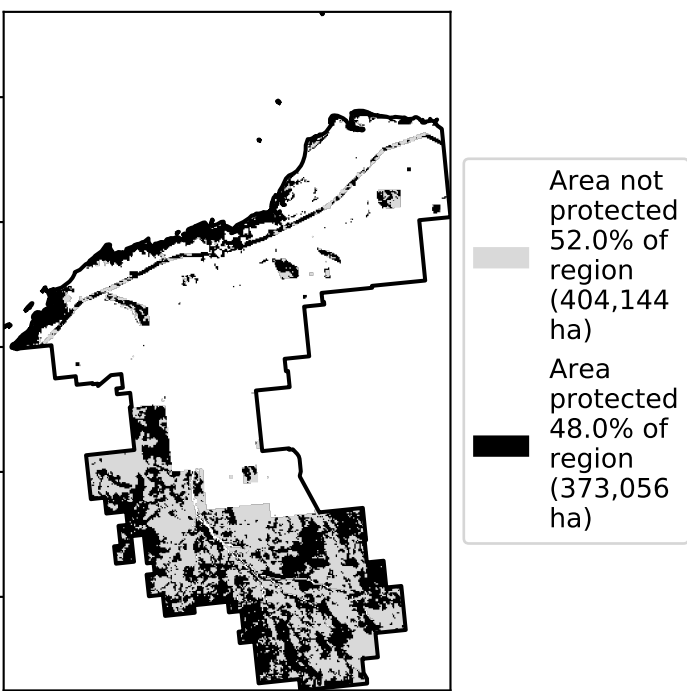 Area not
protected
52.0% of
region
(404,144
ha)
Area
protected
48.0% of
region
(373,056
ha)